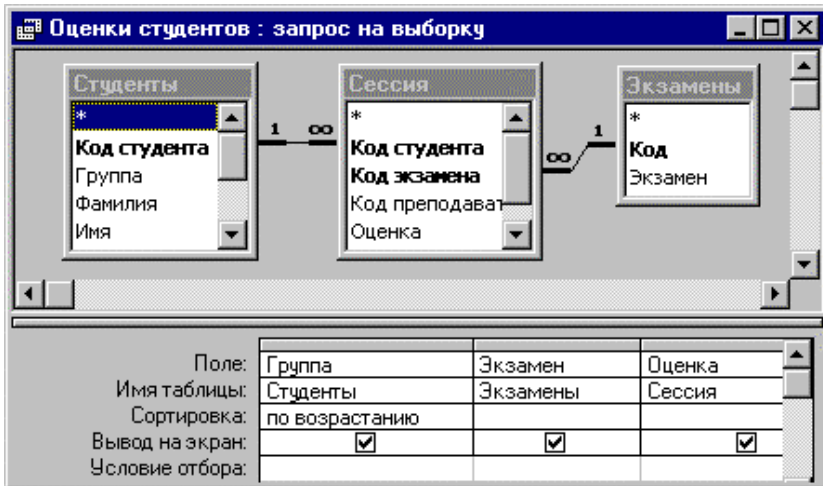 Оценки студентов : запрос на выборку
Студенты
*
Код студента
Группа
Фамилия
Имя
1 ∞
Сессия
*
Код студента
Код экзамена
Код преподават
Оценка
∞ 1
Экзамены
*
Код
Экзамен
Поле: Группа Экзамен Оценка
Имя таблицы: Студенты Экзамены Сессия
Сортировка: по возрастанию
Вывод на экран:
Условие отбора: